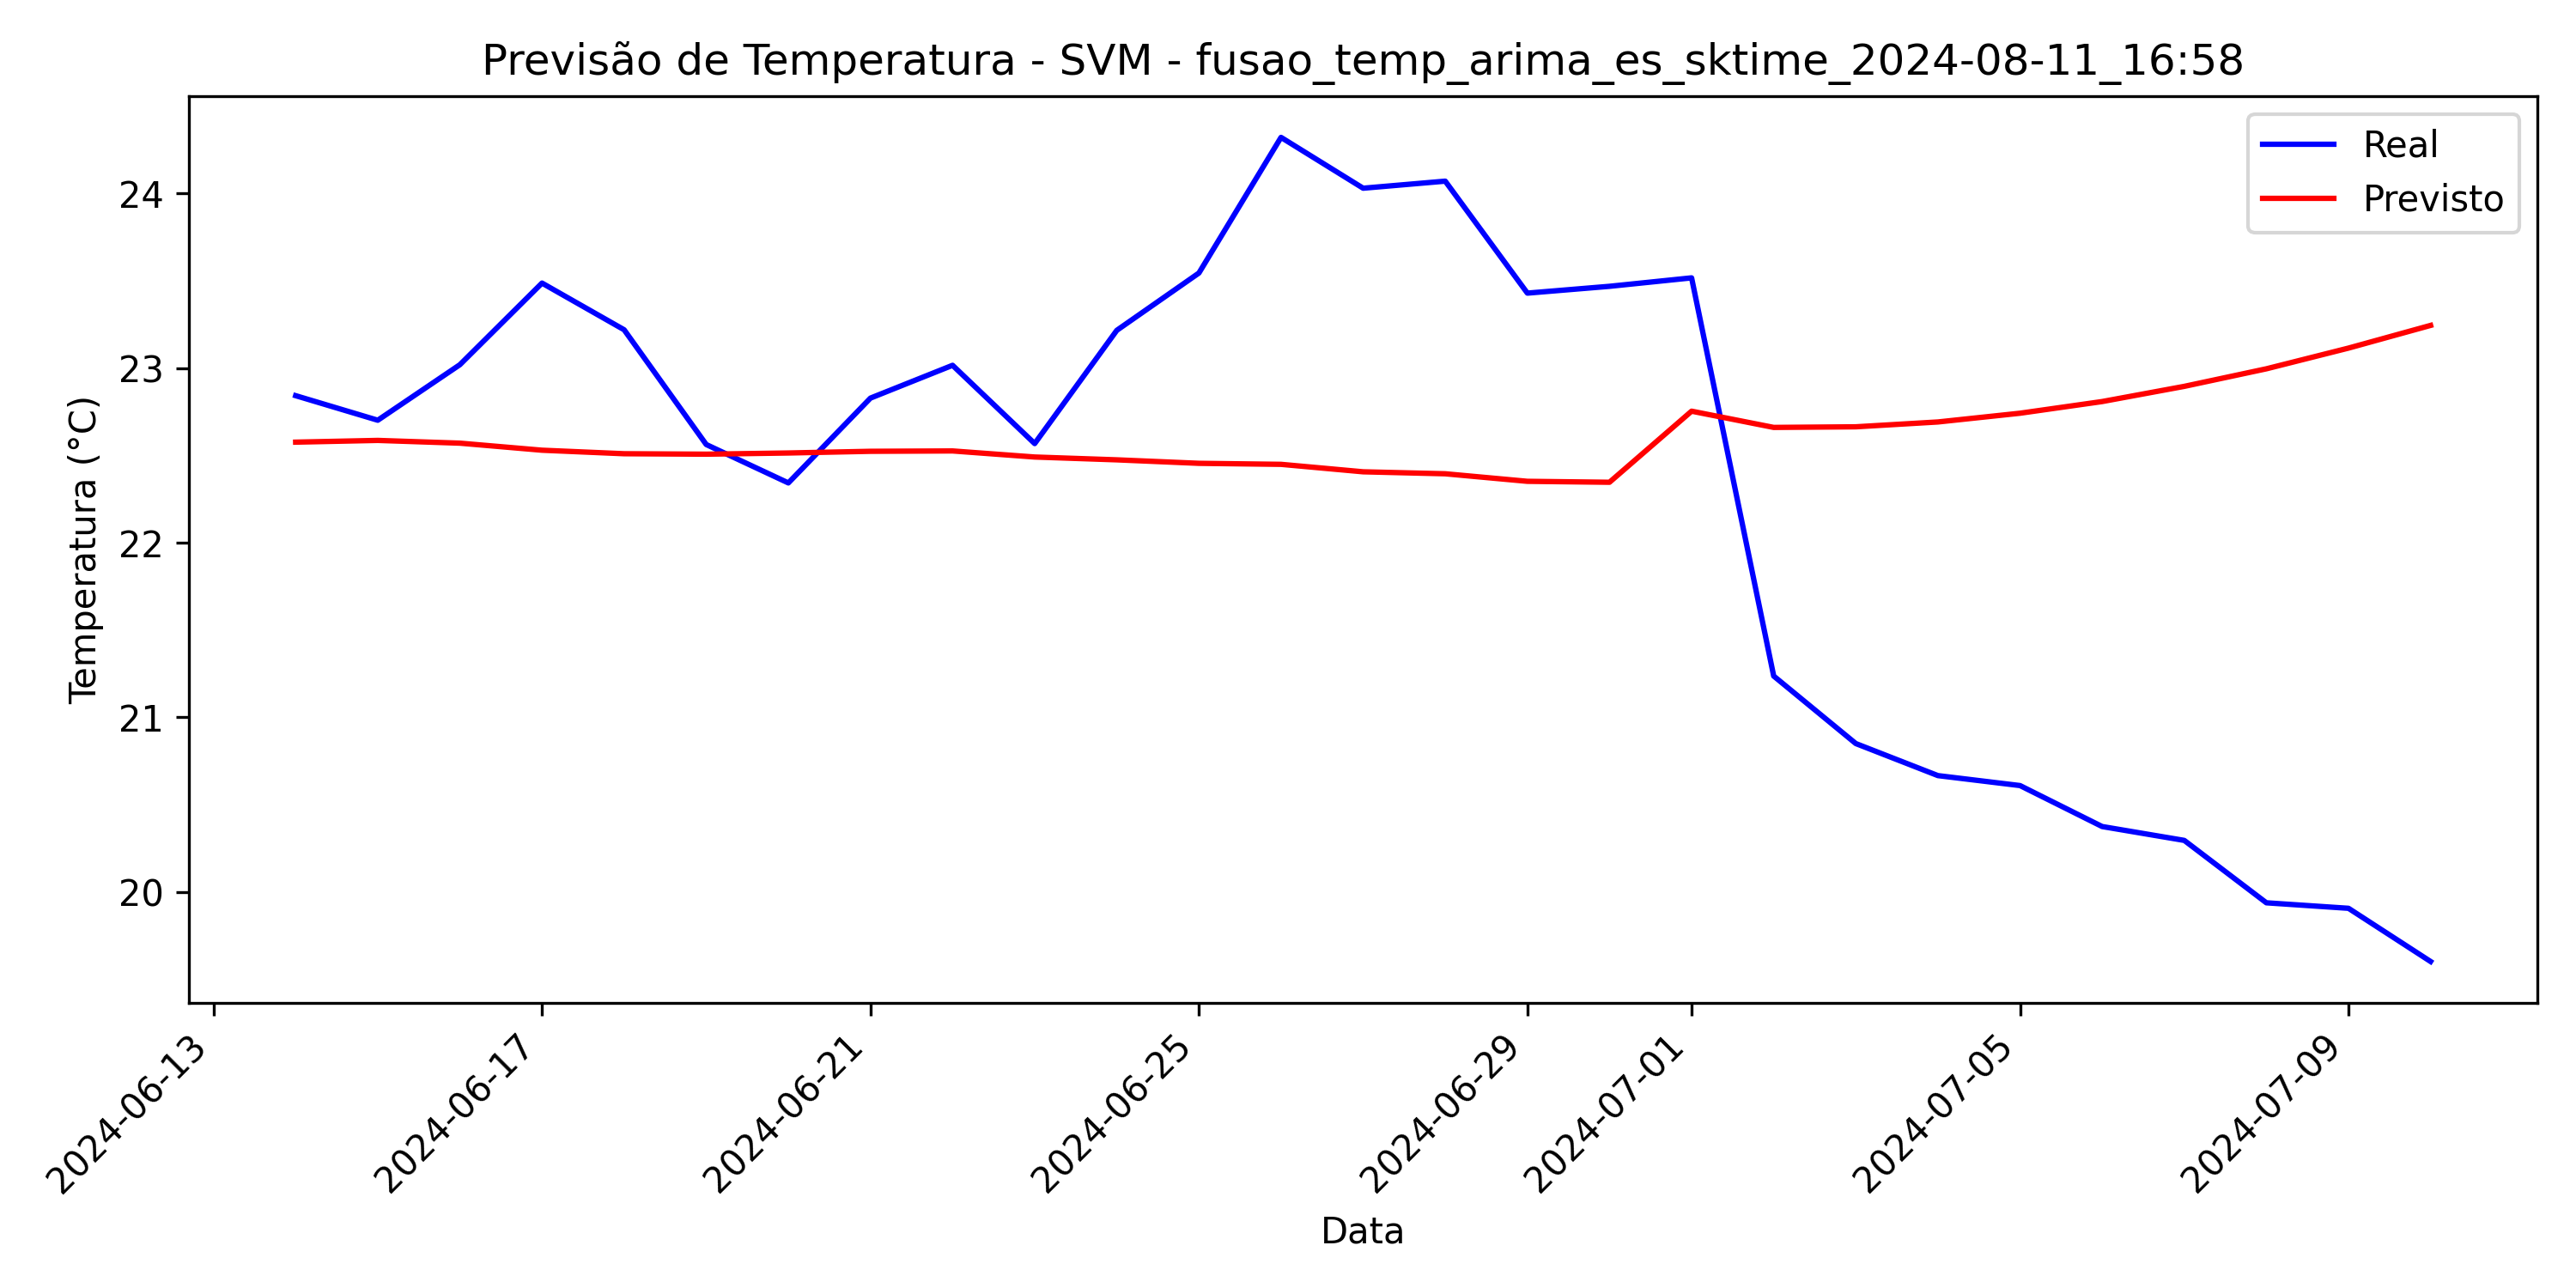 Previsão de Temperatura - SVM - fusao_temp_arima_es_sktime_2024-08-11_16:58
Real
Previsto
Temperatura (°C)
24
23
22
21
20
2024-06-13
2024-06-17
2024-06-21
2024-06-25
2024-06-29
2024-07-01
2024-07-05
2024-07-09
Data